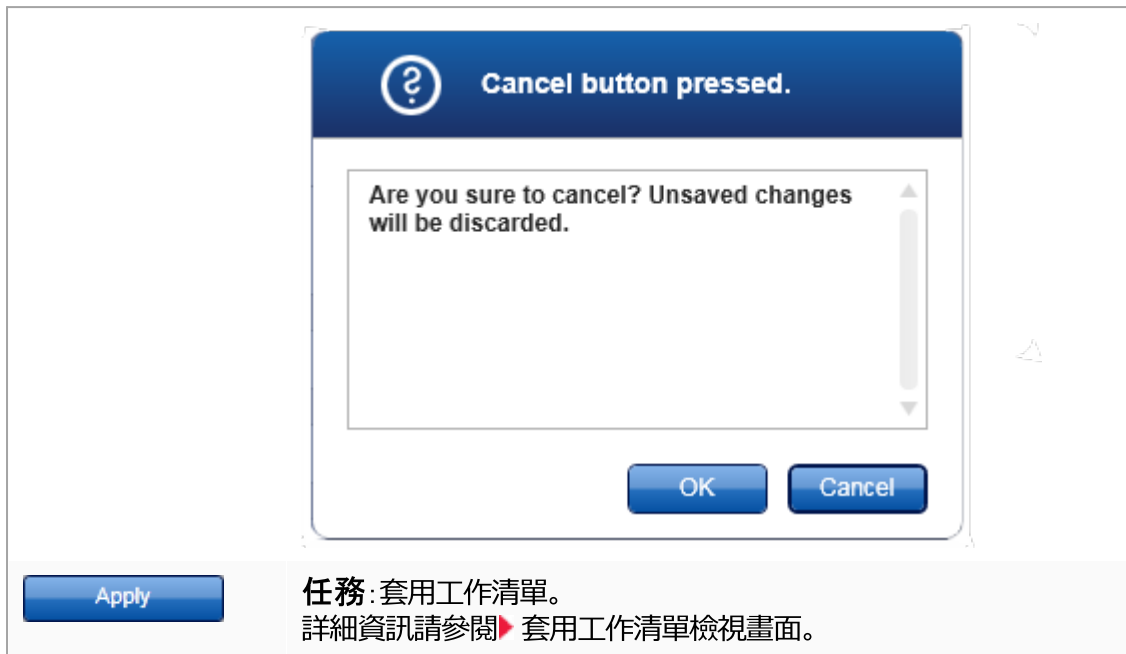 Cancel button pressed.
Are you sure to cancel? Unsaved changes
will be discarded.
OK
Cancel
Apply
任務:套用工作清單。
詳細資訊請參閱▶ 套用工作清單檢視畫面。